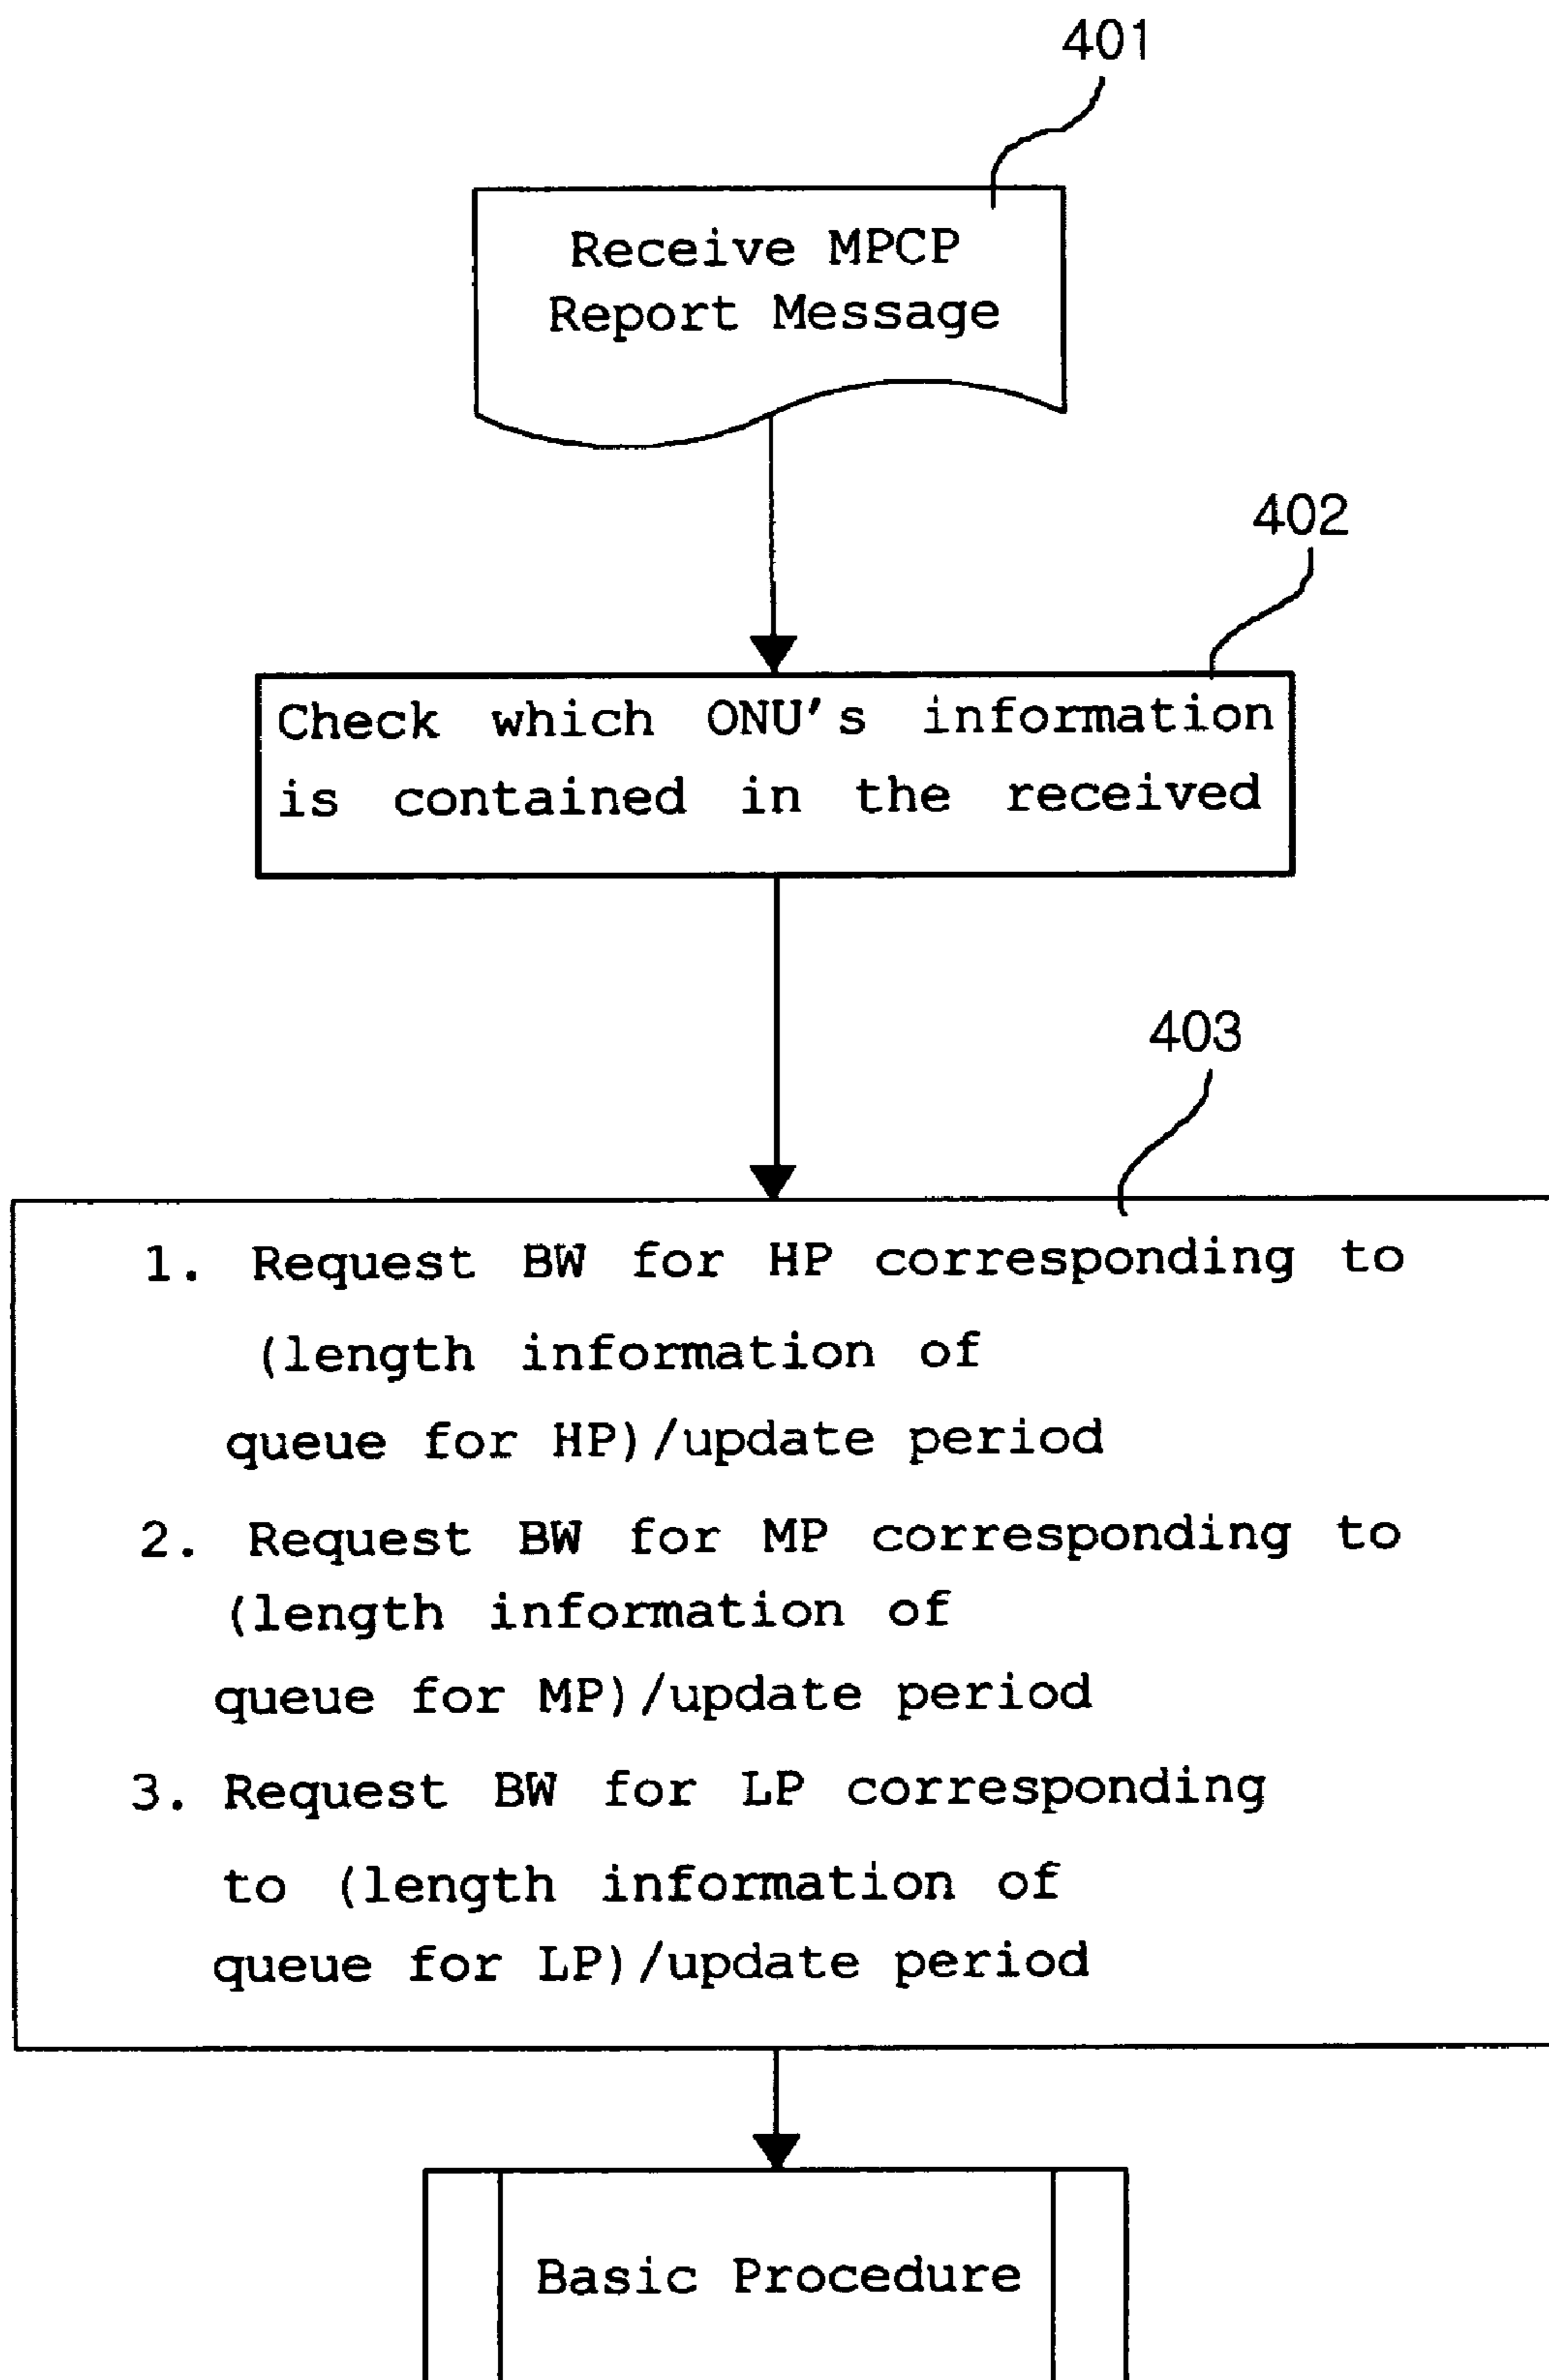 401
Receive MPCP
Report Message
402
Check which ONU's information
is contained in the received
403
1. Request BW for HP corresponding to
(length information of
queue for HP)/update period
2. Request BW for MP corresponding to
(length information of
queue for MP)/update period
3. Request BW for LP corresponding
to (length information of
queue for LP)/update period
Basic Procedure